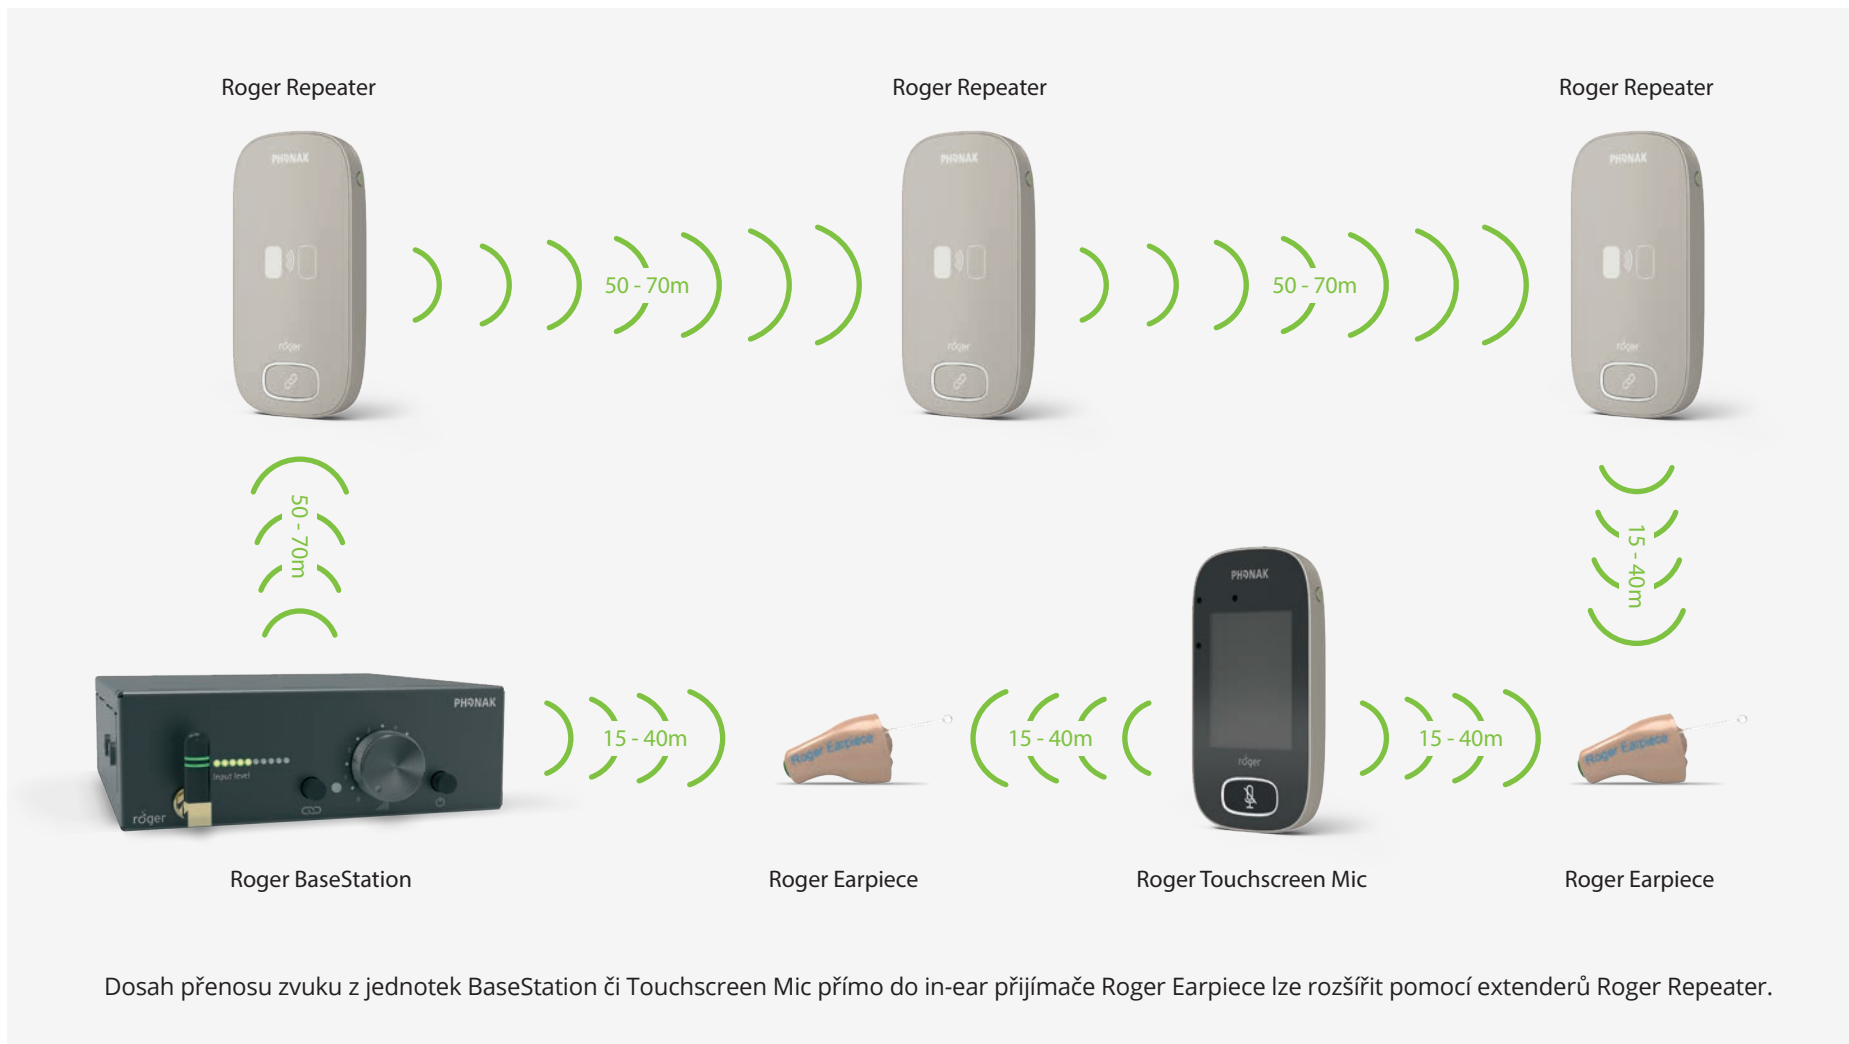 Roger Repeater
Roger Repeater
Roger Repeater
PHONAK
PHONAK
PHONAK
50 - 70m
50 - 70m
roger
roger
roger
50 - 70m
15 - 40m
PHONAK
PHONAK
15 - 40m
Roger Earpiece
15 - 40m
15 - 40m
Roger Earpiece
Input level
roger
roger
Roger BaseStation
Roger Earpiece
Roger Touchscreen Mic
Roger Earpiece
Dosah přenosu zvuku z jednotek BaseStation či Touchscreen Mic přímo do in-ear přijímače Roger Earpiece lze rozšířit pomocí extenderů Roger Repeater.